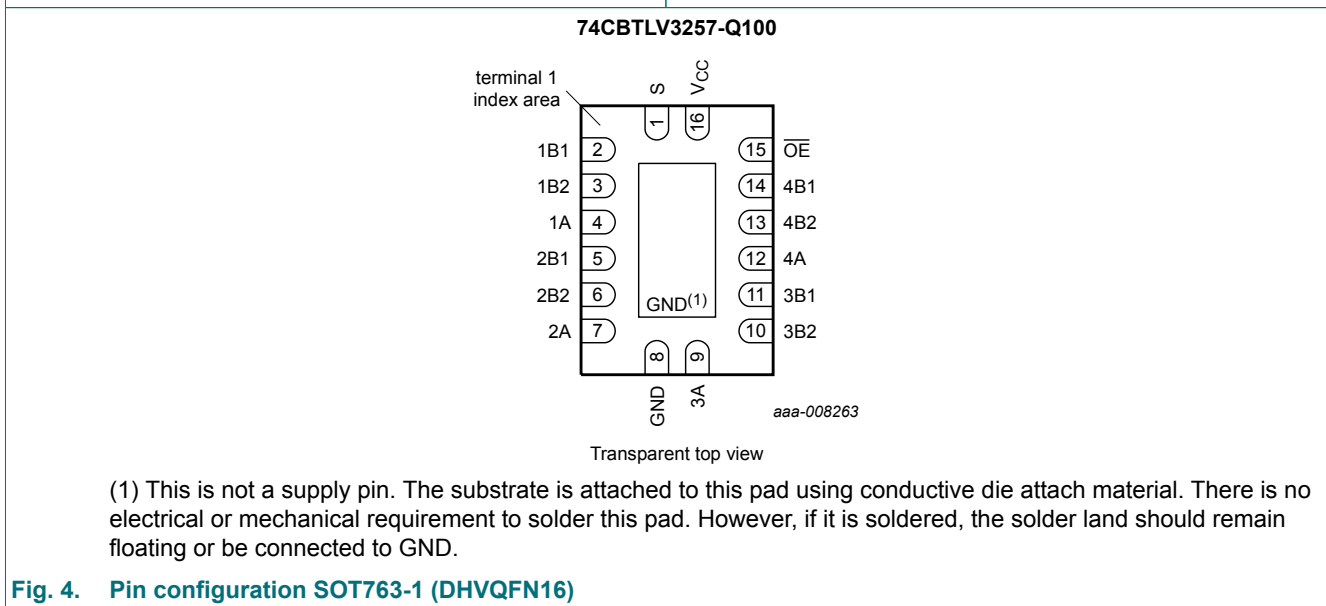 74CBTLV3257-Q100
terminal 1
index area
S
VCC
1
16
1B1 2
15 OE
1B2 3
14 4B1
1A 4
13 4B2
2B1 5
12 4A
2B2 6
11 3B1
GND(1)
2A 7
10 3B2
8
9
GND
3A
aaa-008263
Transparent top view
(1) This is not a supply pin. The substrate is attached to this pad using conductive die attach material. There is no
electrical or mechanical requirement to solder this pad. However, if it is soldered, the solder land should remain
floating or be connected to GND.
Fig. 4. Pin configuration SOT763-1 (DHVQFN16)